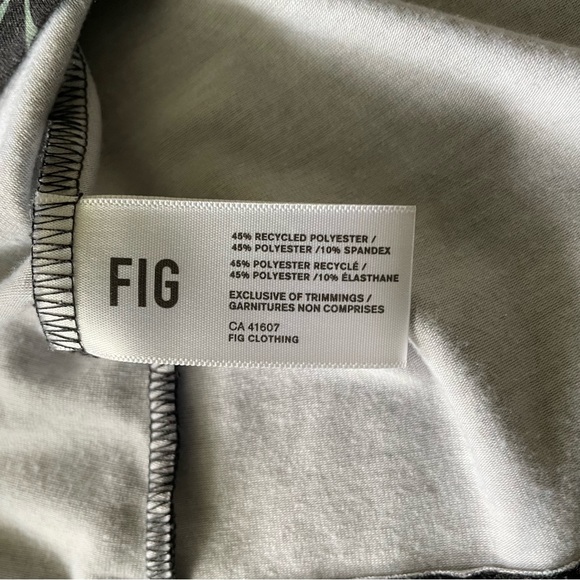 FIG
45% RECYCLED POLYESTER /
45% POLYESTER /10% SPANDEX
45% POLYESTER RECYCLÉ /
45% POLYESTER /10% ÉLASTHANE
EXCLUSIVE OF TRIMMINGS /
GARNITURES NON COMPRISES
CA 41607
FIG CLOTHING